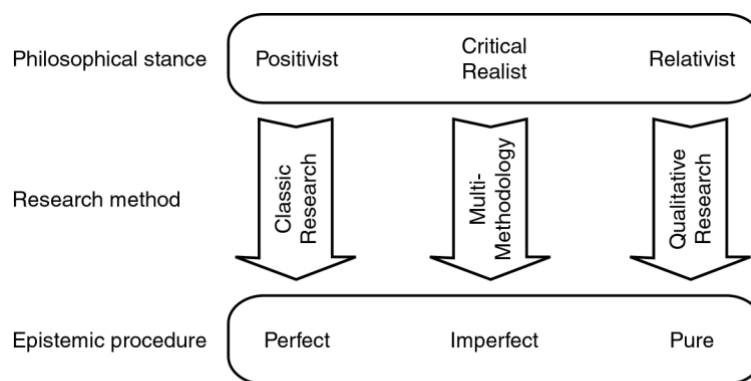 Philosophical stance
Positivist
Critical
Realist
Relativist
Research method
Classic
Research
Multi-
Methodology
Qualitative
Research
Epistemic procedure
Perfect
Imperfect
Pure